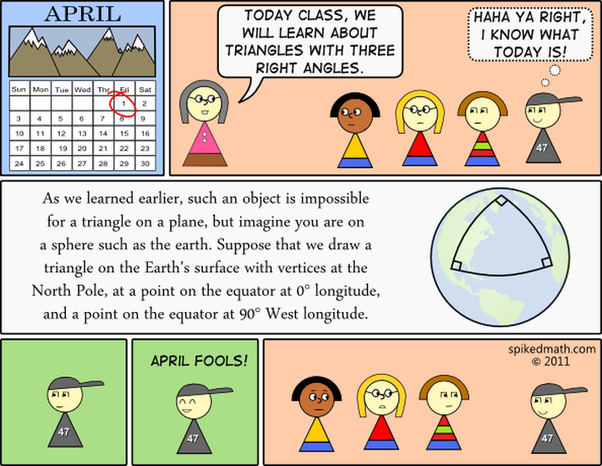 APRIL
Sun Mon Tue Wed Thr Fri Sat
1 2
3 4 5 6 7 8 9
10 11 12 13 14 15 16
17 18 19 20 21 22 23
24 25 26 27 28 29 30
TODAY CLASS, WE
WILL LEARN ABOUT
TRIANGLES WITH THREE
RIGHT ANGLES.
HAHA YA RIGHT,
I KNOW WHAT
TODAY IS!
47
As we learned earlier, such an object is impossible
for a triangle on a plane, but imagine you are on
a sphere such as the earth. Suppose that we draw a
triangle on the Earth's surface with vertices at the
North Pole, at a point on the equator at 0° longitude,
and a point on the equator at 90° West longitude.
47
APRIL FOOLS!
47
spikedmath.com
© 2011
47